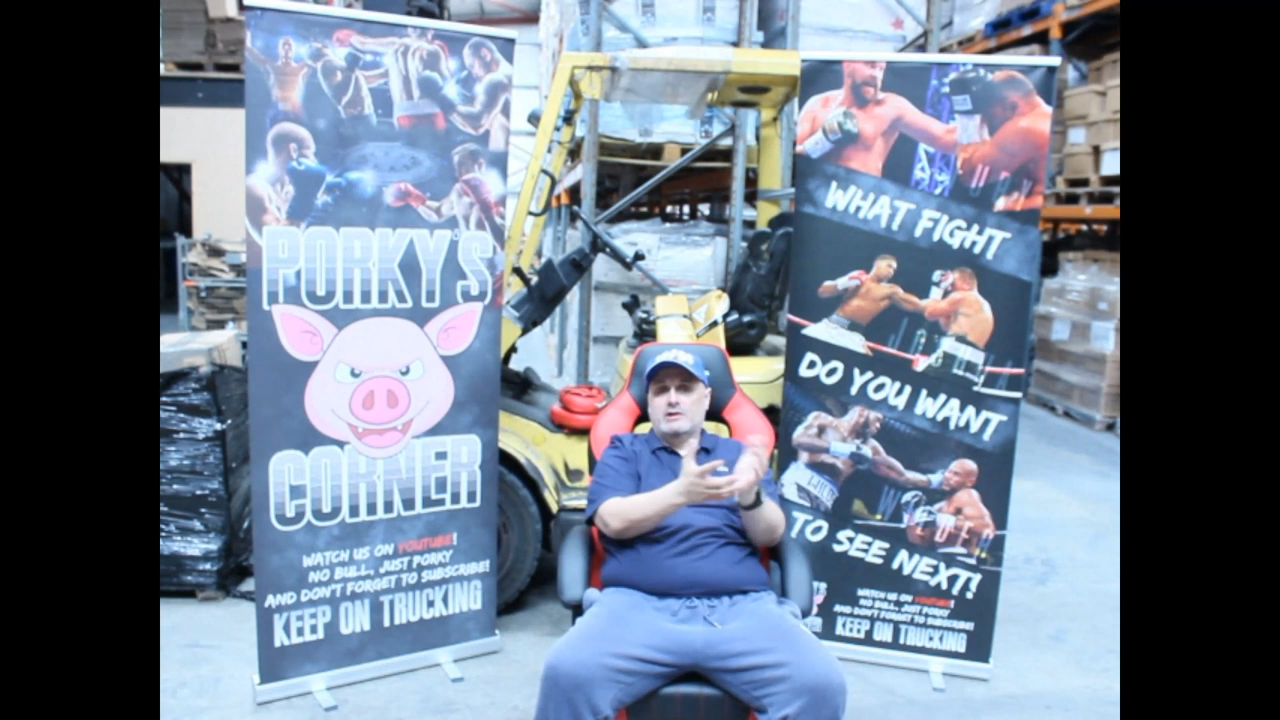 PORKY'S
CORNER
WATCH US ON YOUTUBE!
NO BULL, JUST PORKY
AND DON'T FORGET TO SUBSCRIBE!
KEEP ON TRUCKING
WHAT FIGHT
DO YOU WANT
TO SEE NEXT!
WATCH US ON YOUTUBE!
NO BULL, JUST PORKY
AND DON'T FORGET TO SUBSCRIBE!
KEEP ON TRUCKING